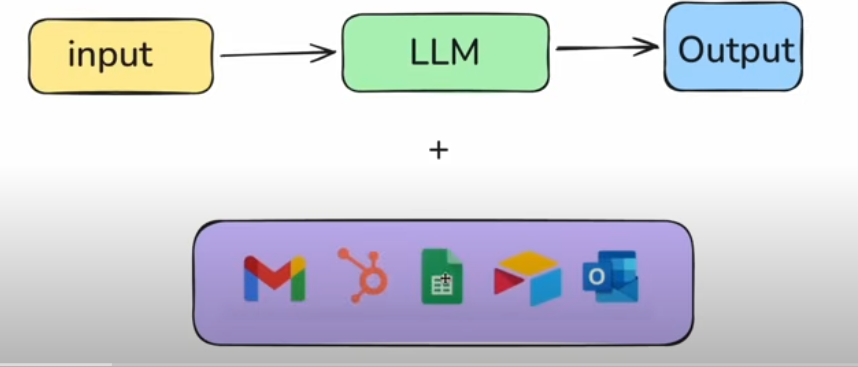 input
LLM
Output
+
O